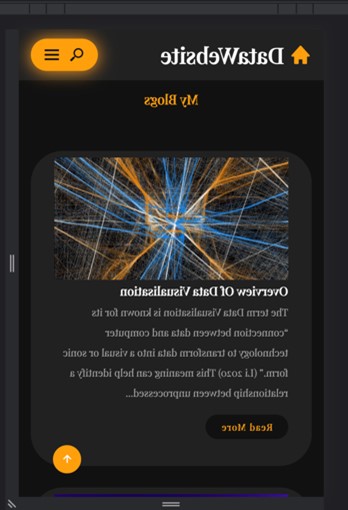 DataWebsite
My Blogs
Overview Of Data Visualisation
The term Data Visualisation is known for its
"connection between data and computer
technology to transform data into a visual or sonic
form." (Li 2020) This meaning can help identify a
relationship between unprocessed...
Read More